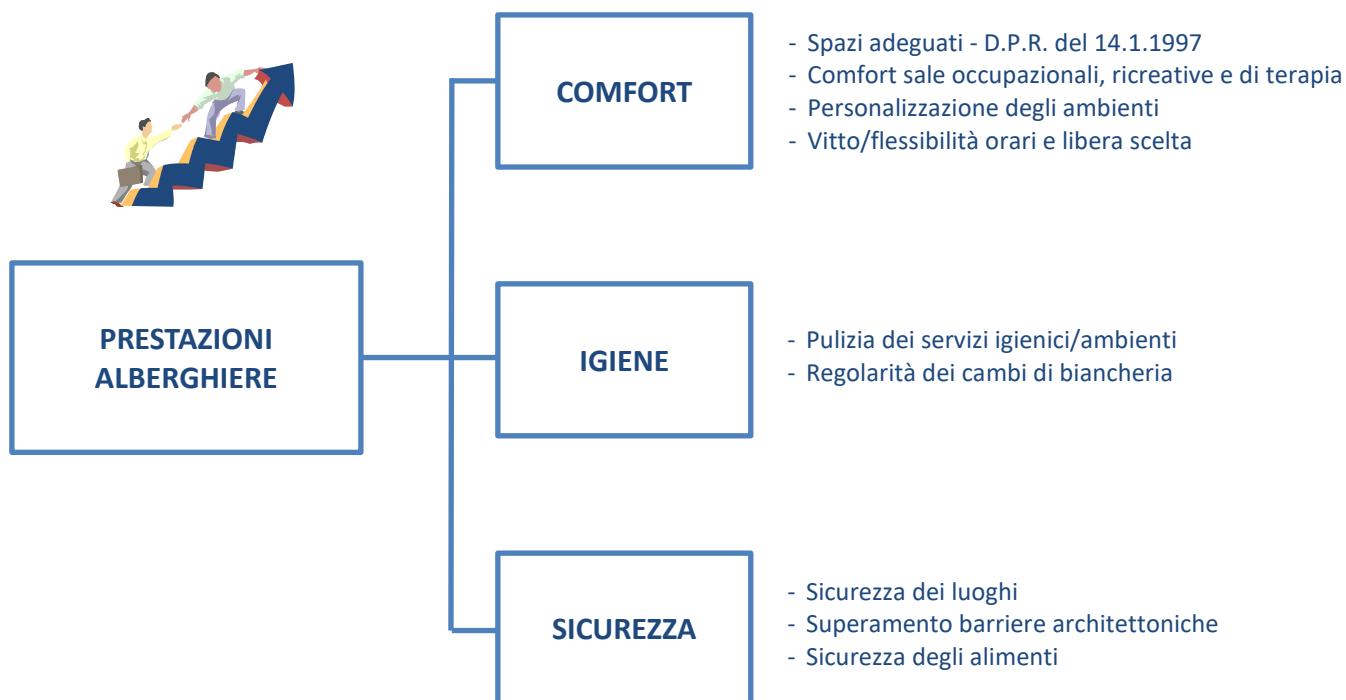 COMFORT
- Spazi adeguati - D.P.R. del 14.1.1997
- Comfort sale occupazionali, ricreative e di terapia
- Personalizzazione degli ambienti
- Vitto/flessibilità orari e libera scelta
PRESTAZIONI
ALBERGHIERE
IGIENE
- Pulizia dei servizi igienici/ambienti
- Regolarità dei cambi di biancheria
SICUREZZA
- Sicurezza dei luoghi
- Superamento barriere architettoniche
- Sicurezza degli alimenti